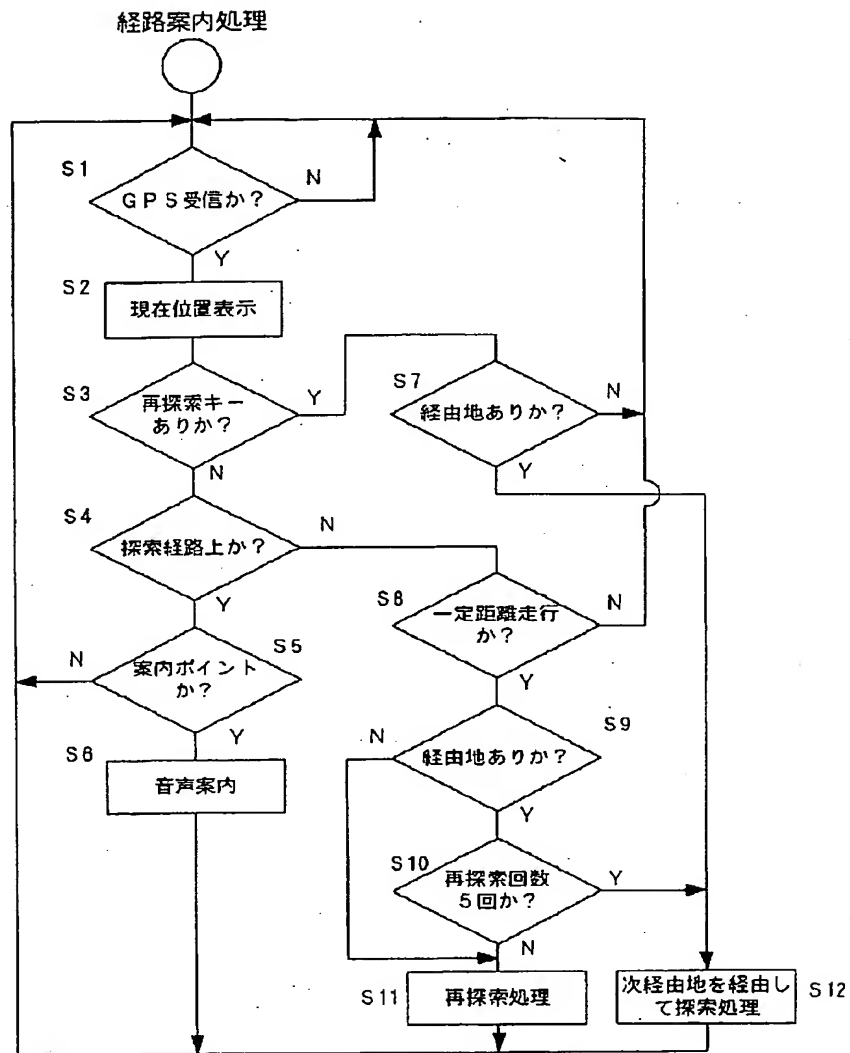 経路案内処理
S1
GPS受信か?
N
Y
S2
現在位置表示
S3
再探索キー
ありか?
Y
N
S7
経由地ありか?
N
Y
S4
探索経路上か?
N
Y
S8
一定距離走行
か?
N
Y
S5
案内ポイント
か?
N
Y
S6
音声案内
S9
経由地ありか?
N
Y
S10
再探索回数
5回か?
Y
N
S11
再探索処理
次経由地を経由し
て探索処理
S12